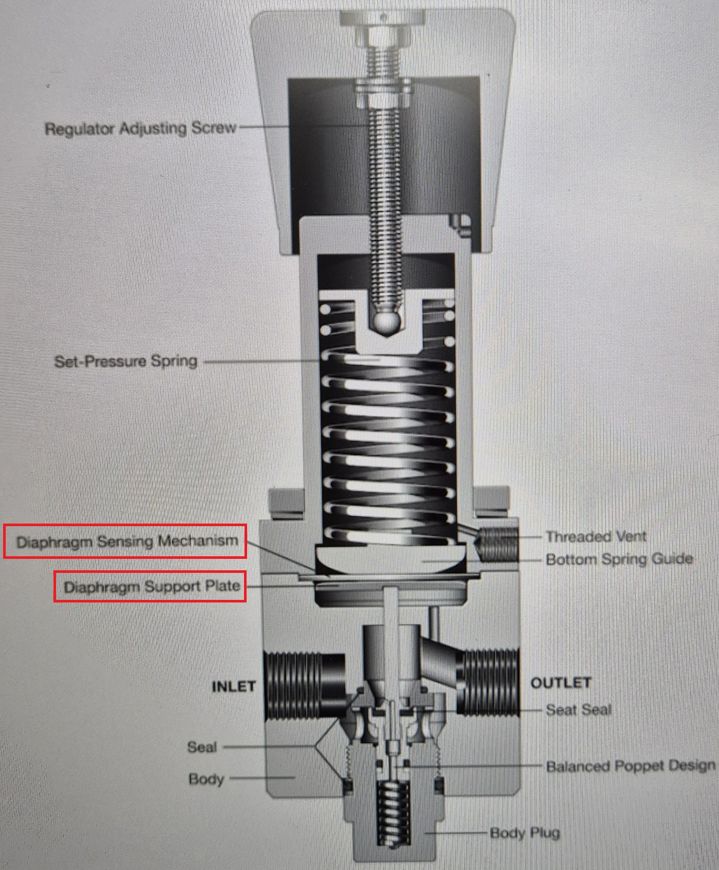 Regulator Adjusting Screw
Set-Pressure Spring
Diaphragm Sensing Mechanism
Threaded Vent
Bottom Spring Guide
Diaphragm Support Plate
INLET
OUTLET
Seat Seal
Seal
Balanced Poppet Design
Body
Body Plug